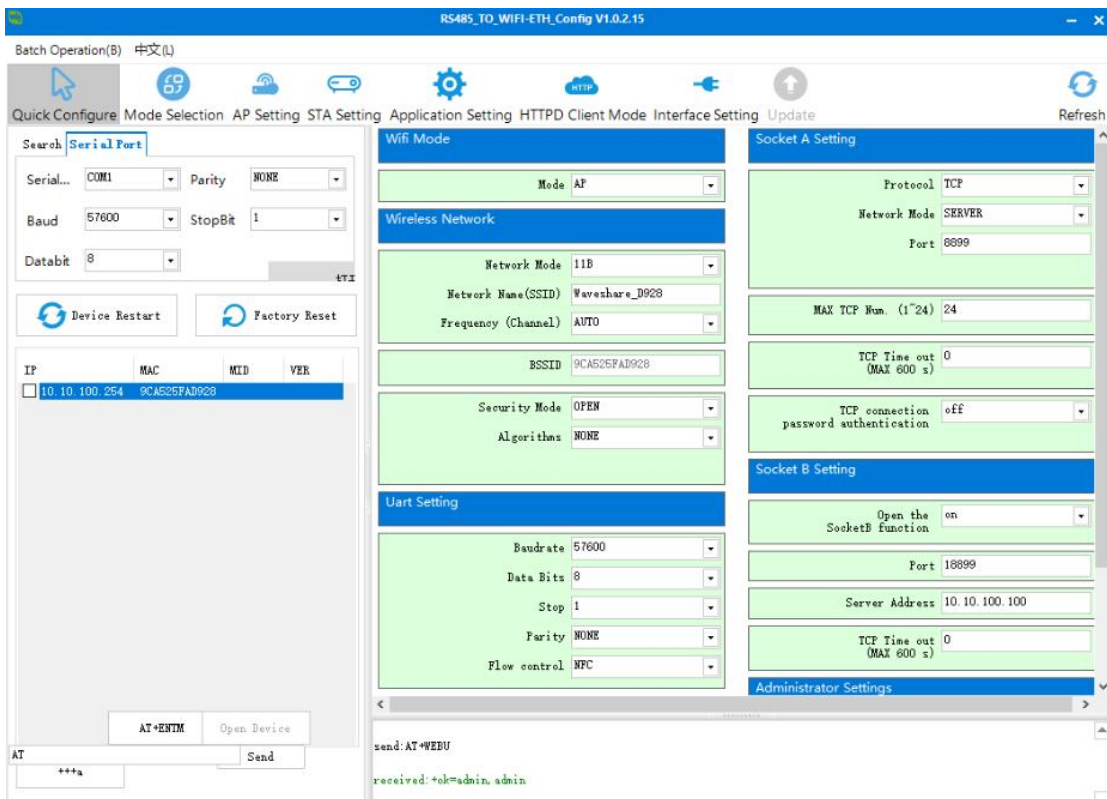 RS485_TO_WIFI-ETH_Config V1.0.2.15
Batch Operation(B) 中文(L)
Quick Configure Mode Selection AP Setting STA Setting Application Setting HTTPD Client Mode Interface Setting Update Refresh
HTTP
Search Serial Port
Serial... COM1 Parity NONE
Baud 57600 StopBit 1
Databit 8
Device Restart Factory Reset
IP MAC MID VER
10.10.100.254 9CA525FAD928
AT+ENTM Open Device
AT Send
+++a
Wifi Mode
Mode AP
Wireless Network
Network Mode 11B
Network Name(SSID) Waveshare_D928
Frequency (Channel) AUTO
BSSID 9CA525FAD928
Security Mode OPEN
Algorithms NONE
Uart Setting
Baudrate 57600
Data Bits 8
Stop 1
Parity NONE
Flow control NFC
Socket A Setting
Protocol TCP
Network Mode SERVER
Port 8899
MAX TCP Num. (1~24) 24
TCP Time out 0
(MAX 600 s)
TCP connection off
password authentication
Socket B Setting
Open the on
SocketB function
Port 18899
Server Address 10.10.100.100
TCP Time out 0
(MAX 600 s)
Administrator Settings
send:AT+WEBU
received:+ok=admin,admin